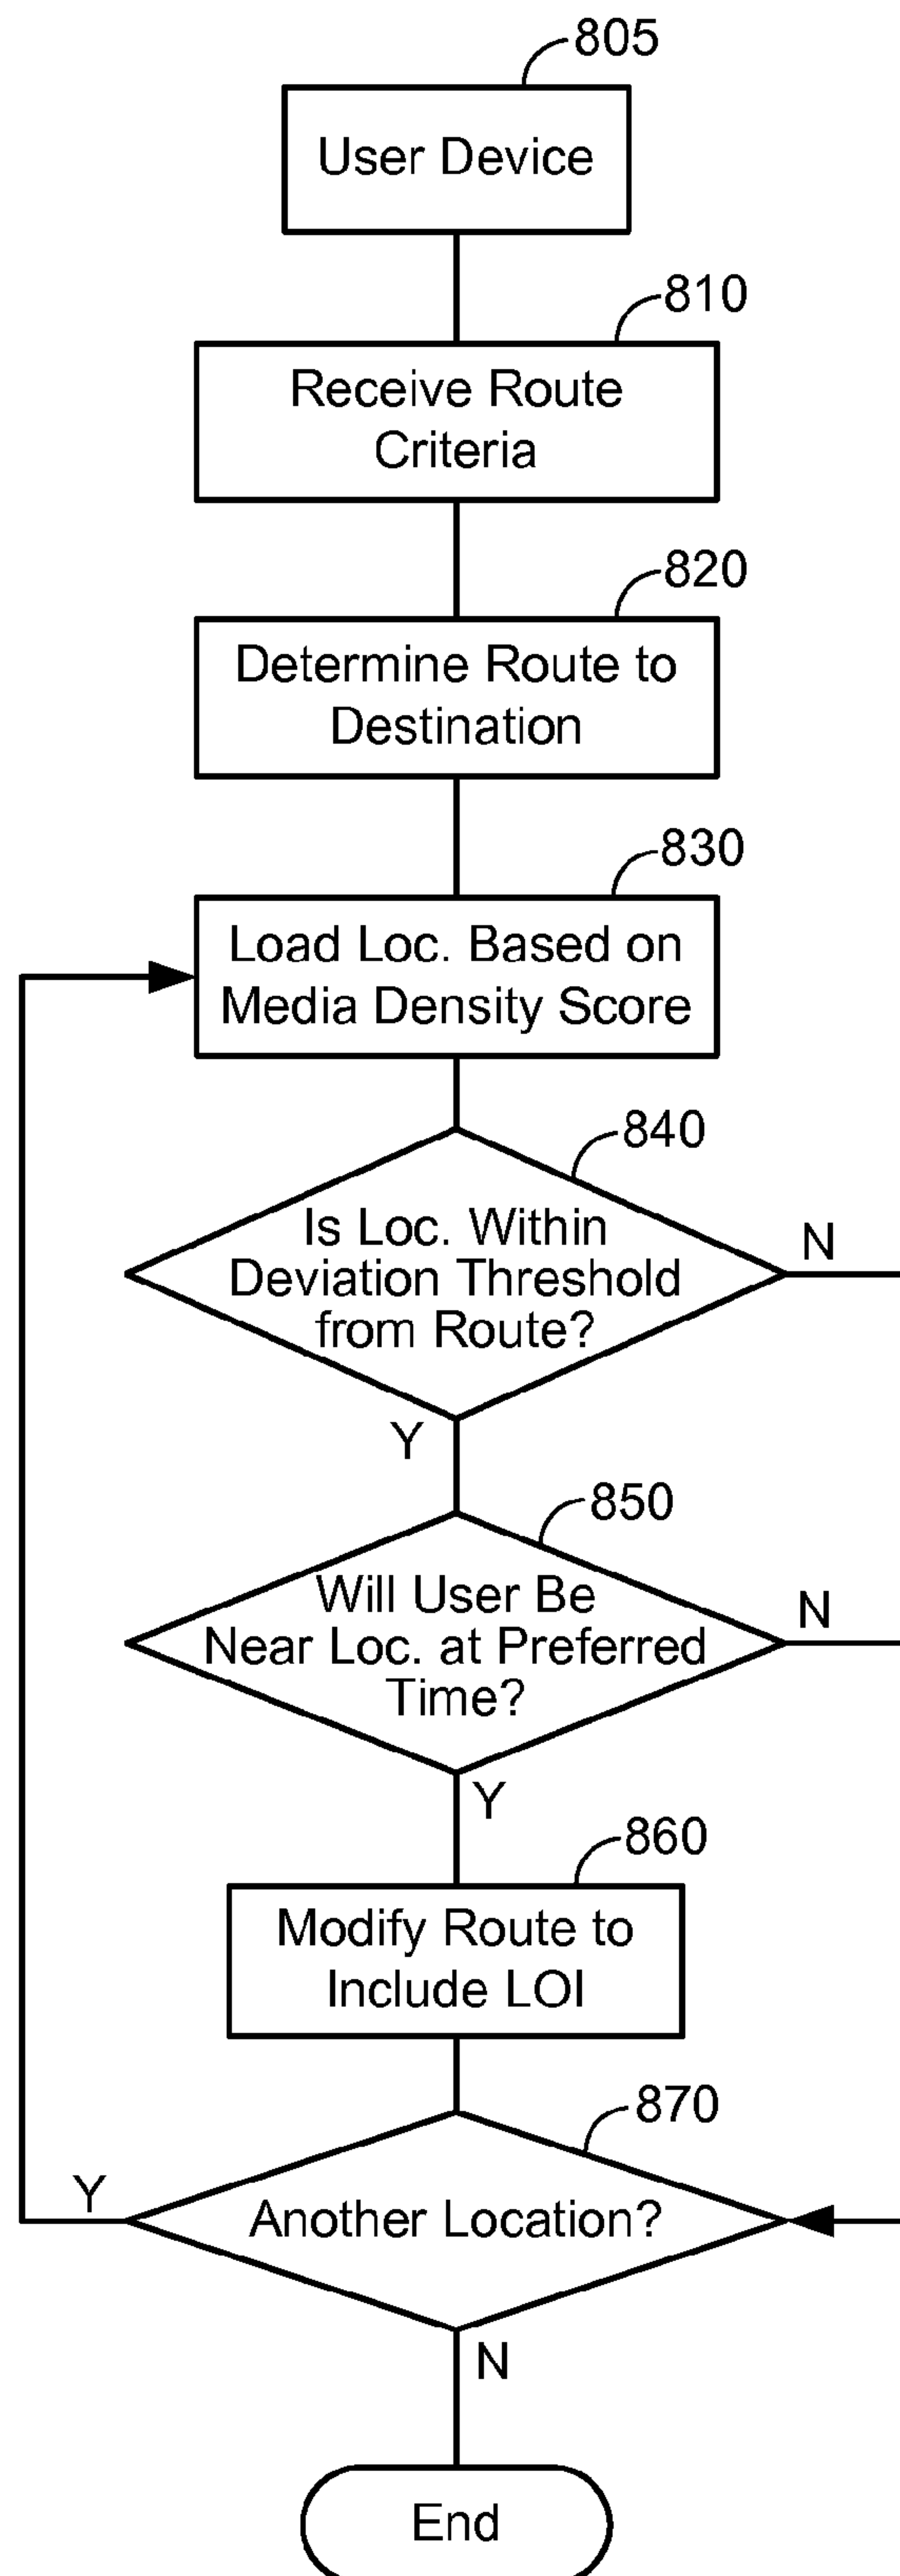 805
User Device
810
Receive Route
Criteria
820
Determine Route to
Destination
830
Load Loc. Based on
Media Density Score
840
Is Loc. Within
Deviation Threshold
from Route?
N
Y
850
Will User Be
Near Loc. at Preferred
Time?
N
Y
860
Modify Route to
Include LOI
870
Another Location?
Y
N
End